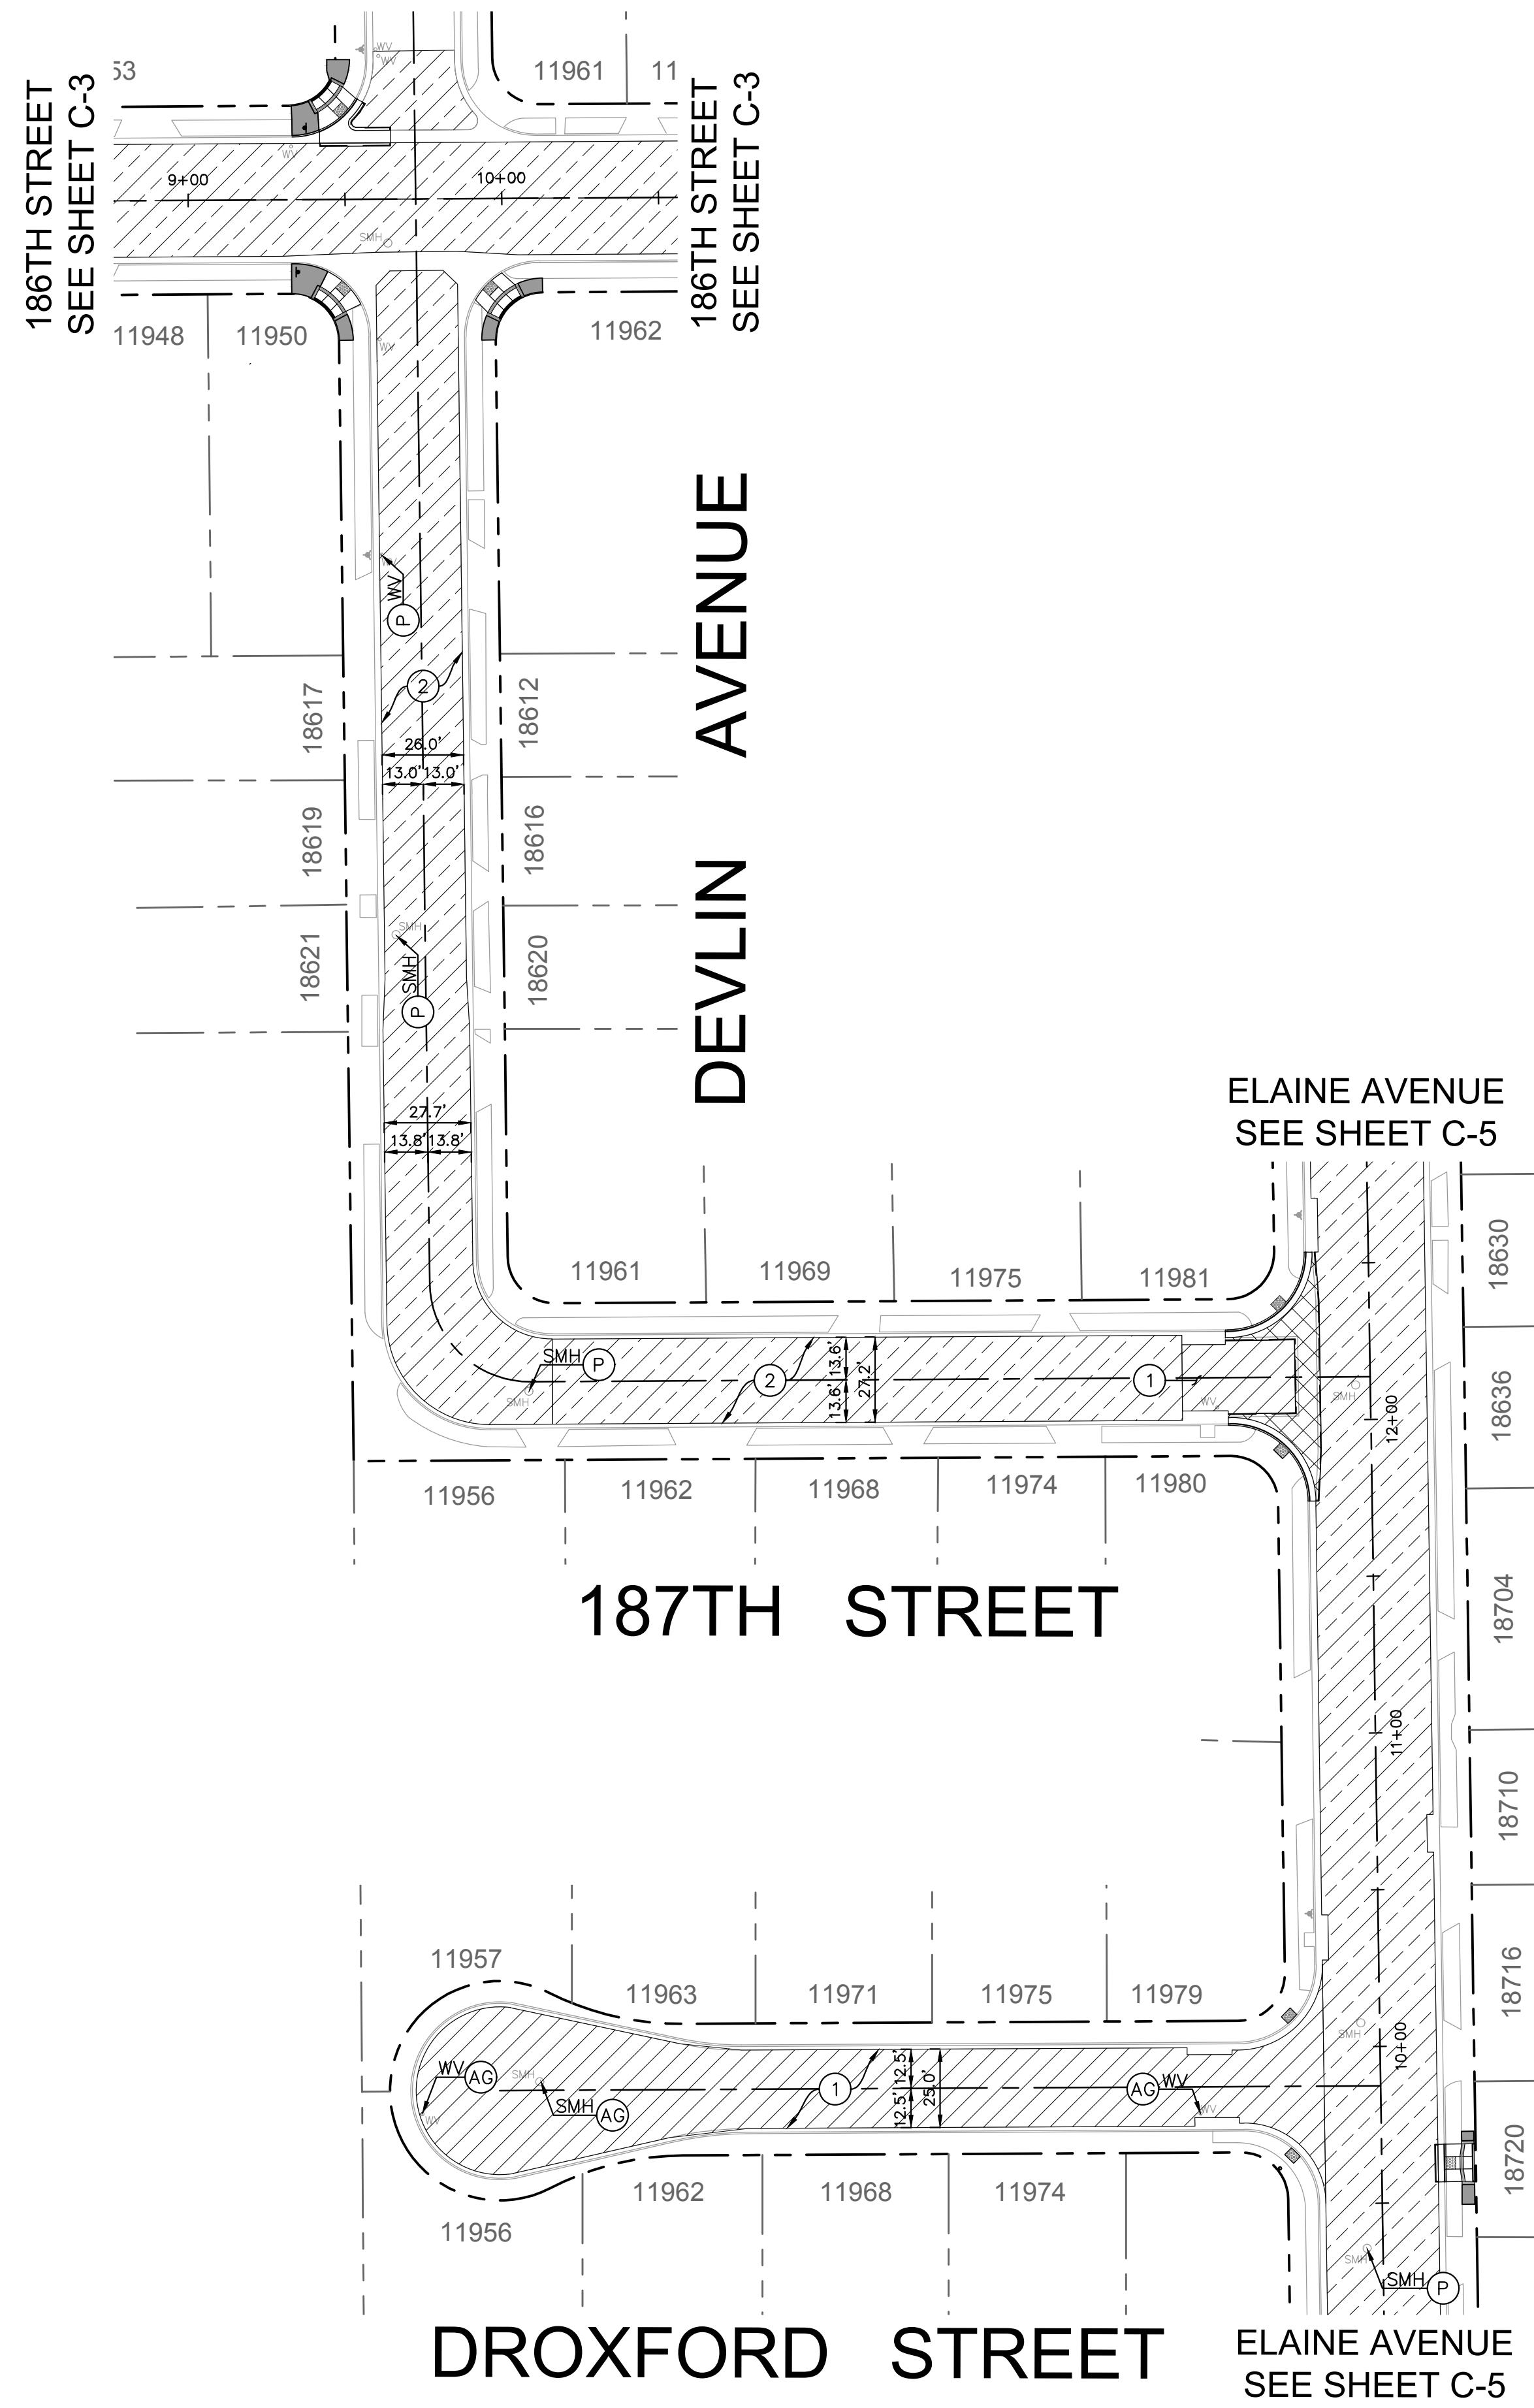 WV
WV
53
11961
11
186TH STREET
SEE SHEET C-3
186TH STREET
SEE SHEET C-3
WV
9+00
10+00
SMH
11948
11950
11962
WV
WV
WV
P
2
18617
18612
26.0'
13.0'
13.0'
DEVLIN AVENUE
18619
18616
SMH
SMH
P
18621
18620
27.7'
13.8'
13.8'
ELAINE AVENUE
SEE SHEET C-5
18630
11961
11969
11975
11981
SMH
P
SMH
2
13.6'
13.6'
27.2'
1
WV
SMH
12+00
18636
11956
11962
11968
11974
11980
187TH STREET
18704
11+00
18710
11957
11963
11971
11975
11979
18716
SMH
10+00
WV
AG
WV
SMH
SMH
AG
1
12.5'
12.5'
25.0'
AG
WV
WV
18720
11956
11962
11968
11974
SMH
SMH
P
DROXFORD STREET
ELAINE AVENUE
SEE SHEET C-5